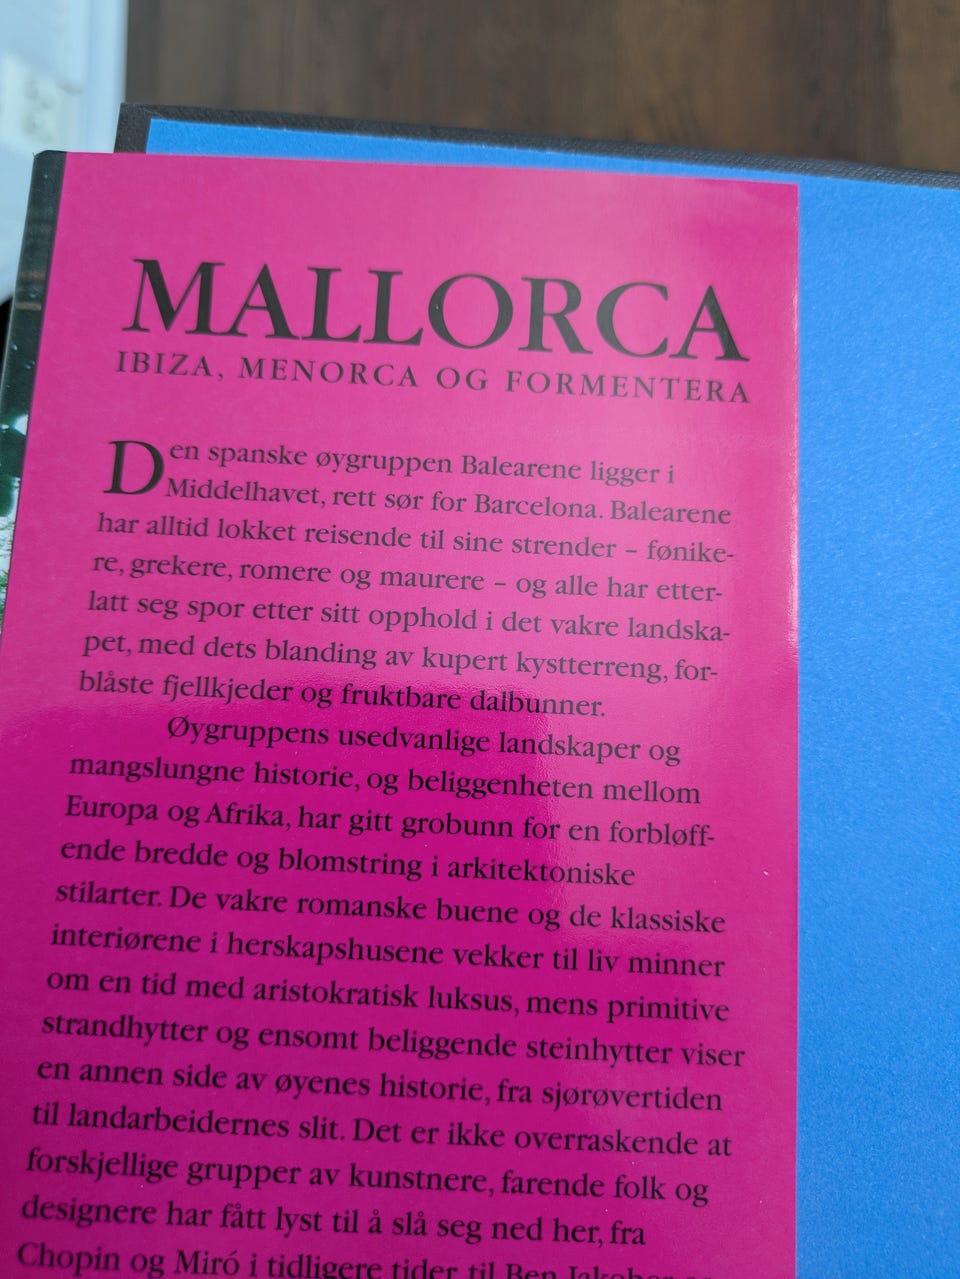 MALLORCA
IBIZA, MENORCA OG FORMENTERA
Den spanske øygruppen Balearene ligger i
Middelhavet, rett sør for Barcelona. Balearene
har alltid lokket reisende til sine strender – fønike-
re, grekere, romere og maurere – og alle har etter-
latt seg spor etter sitt opphold i det vakre landska-
pet, med dets blanding av kupert kystterreng, for-
blåste fjellkjeder og fruktbare dalbunner.
Øygruppens usedvanlige landskaper og
mangslungne historie, og beliggenheten mellom
Europa og Afrika, har gitt grobunn for en forbløff-
ende bredde og blomstring i arkitektoniske
stilarter. De vakre romanske buene og de klassiske
interiørene i herskapshusene vekker til liv minner
om en tid med aristokratisk luksus, mens primitive
strandhytter og ensomt beliggende steinhytter viser
en annen side av øyenes historie, fra sjørøvertiden
til landarbeidernes slit. Det er ikke overraskende at
forskjellige grupper av kunstnere, farende folk og
designere har fått lyst til å slå seg ned her, fra
Chopin og Miró i tidligere tider til Ben